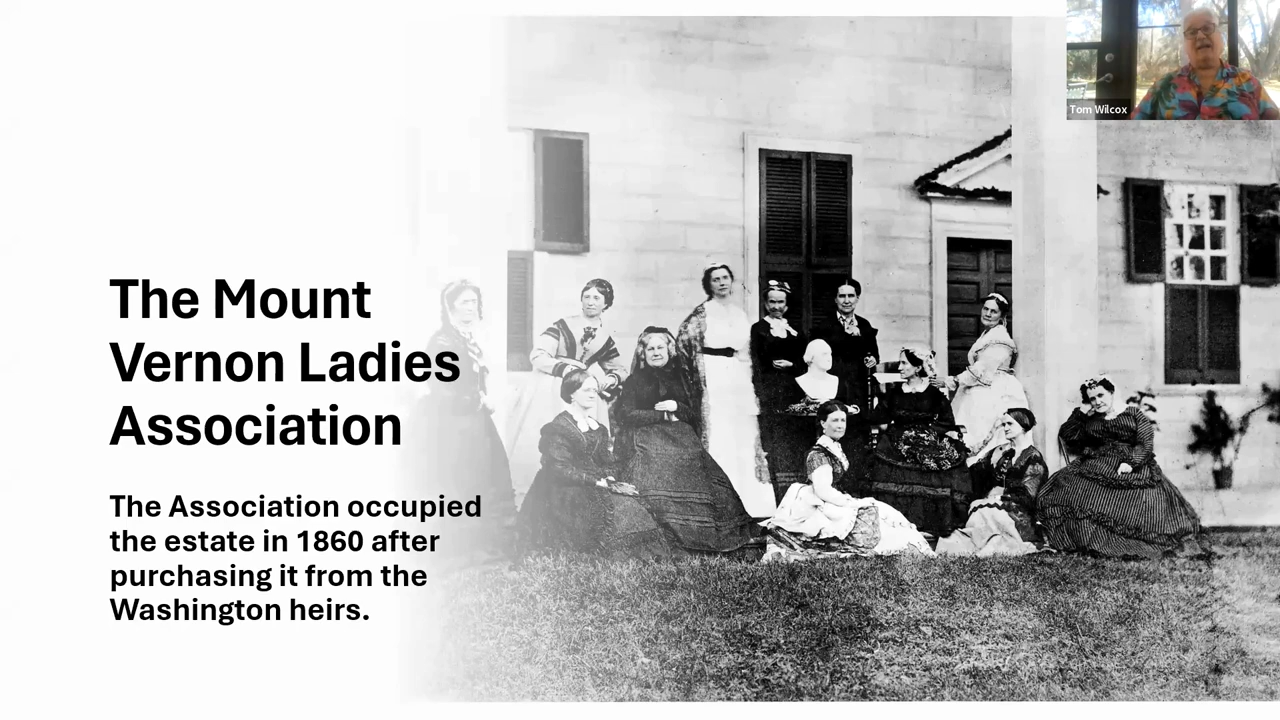 Tom Wilcox
The Mount
Vernon Ladies
Association
The Association occupied
the estate in 1860 after
purchasing it from the
Washington heirs.